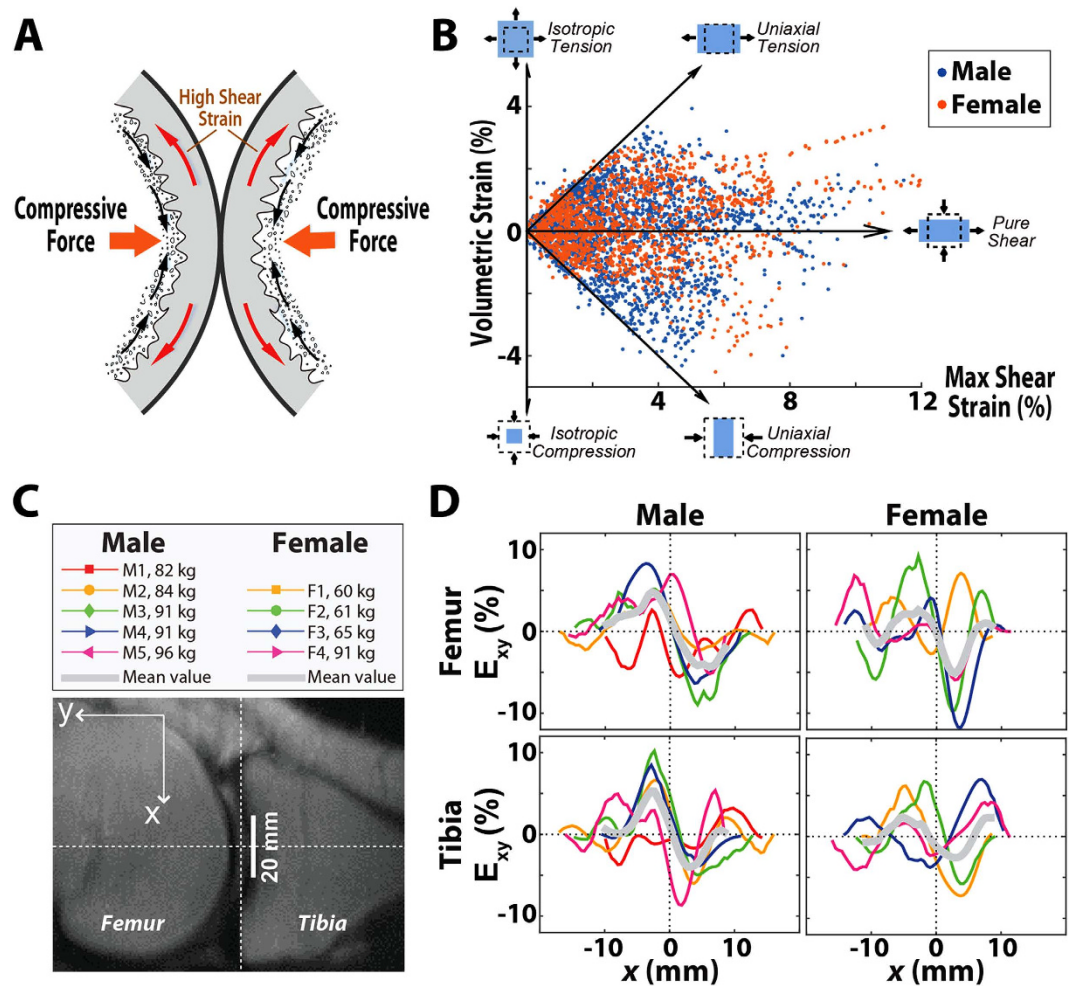 A
High Shear
Strain
Compressive
Force
Compressive
Force
B
Isotropic
Tension
Uniaxial
Tension
Male
Female
Volumetric Strain (%)
4
0
-4
Pure
Shear
4
8
12
Max Shear
Strain (%)
Isotropic
Compression
Uniaxial
Compression
C
Male
Female
M1, 82 kg
M2, 84 kg
F1, 60 kg
M3, 91 kg
F2, 61 kg
M4, 91 kg
F3, 65 kg
M5, 96 kg
F4, 91 kg
Mean value
Mean value
y
x
20 mm
Femur
Tibia
D
Male
Female
Femur
Exy (%)
10
0
-10
Tibia
Exy (%)
10
0
-10
-10
0
10
-10
0
10
x (mm)
x (mm)